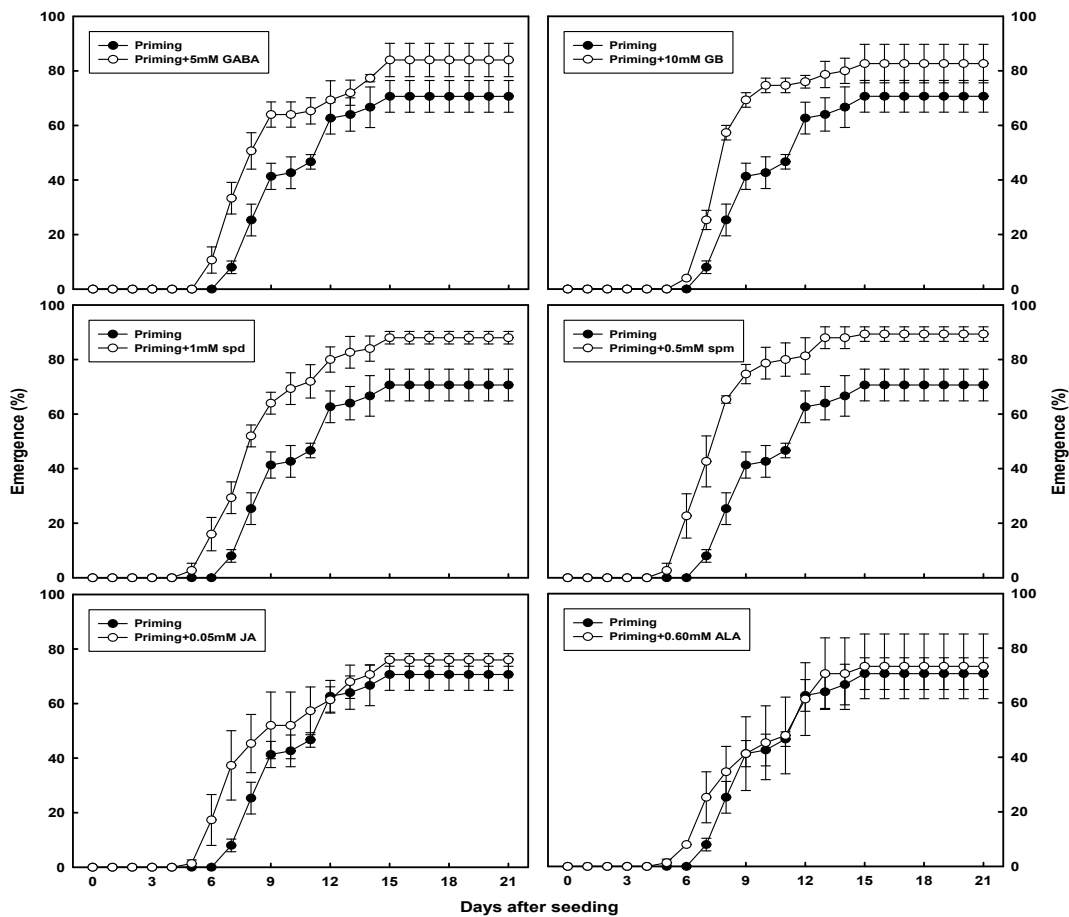 100
80
60
40
20
0
Priming
Priming+5mM GABA
Priming
Priming+10mM GB
100
80
60
40
20
0
100
80
60
40
20
0
Priming
Priming+1mM spd
Priming
Priming+0.5mM spm
100
80
60
40
20
0
Emergence (%)
Emergence (%)
100
80
60
40
20
0
Priming
Priming+0.05mM JA
Priming
Priming+0.60mM ALA
100
80
60
40
20
0
0 3 6 9 12 15 18 21
0 3 6 9 12 15 18 21
Days after seeding